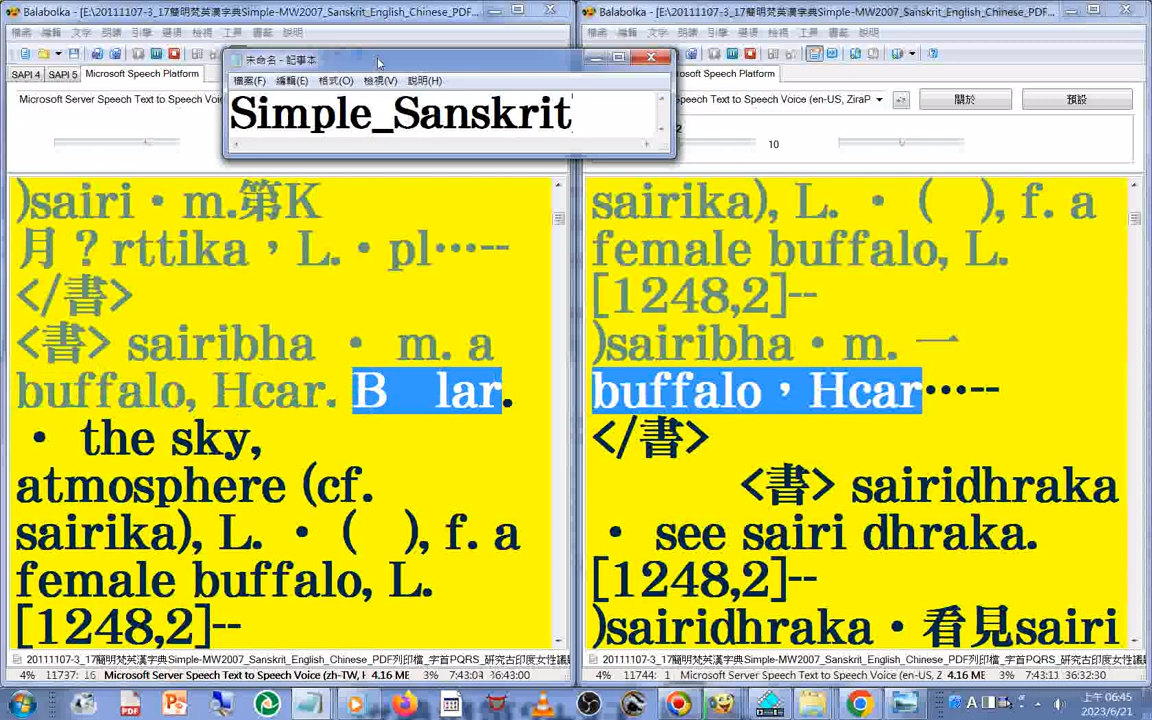 Balabolka - [E:\20111107-3_17簡明梵英漢字典Simple-MW2007_Sanskrit_English_Chinese_PDF...
Balabolka - [E:\20111107-3_17簡明梵英漢字典Simple-MW2007_Sanskrit_English_Chinese_PDF...
未命名 - 記事本
檔案(F) 編輯(E) 格式(O) 檢視(V) 說明(H)
Simple_Sanskrit
SAPI 4 SAPI 5 Microsoft Speech Platform
Speech Platform
Microsoft Server Speech Text to Speech Voi
Speech Text to Speech Voice (en-US, ZiraP
關於
預設
2
10
)sairi・m.第K
月？rttika，L.・pl…--
</書>
<書> sairibha ・ m. a
buffalo, Hcar. B lar.
・ the sky,
atmosphere (cf.
sairika), L. ・ ( ), f. a
female buffalo, L.
[1248,2]--
sairika), L. ・ ( ), f. a
female buffalo, L.
[1248,2]--
)sairibha・m. 一
buffalo，Hcar…--
</書>
<書> sairidhraka
・ see sairi dhraka.
[1248,2]--
)sairidhraka・看見sairi
20111107-3_17簡明梵英漢字典Simple-MW2007_Sanskrit_English_Chinese_PDF列印檔_字首PQRS_研究古印度女性議
20111107-3_17簡明梵英漢字典Simple-MW2007_Sanskrit_English_Chinese_PDF列印檔_字首PQRS_研究古印度女性議
4% 11737: 16 Microsoft Server Speech Text to Speech Voice (zh-TW, H 4.16 ME 3% 7:43:04 36:43:00
4% 11744: 1 Microsoft Server Speech Text to Speech Voice (en-US, Z 4.16 ME 3% 7:43:11 36:32:30
上午 06:45
2023/6/21